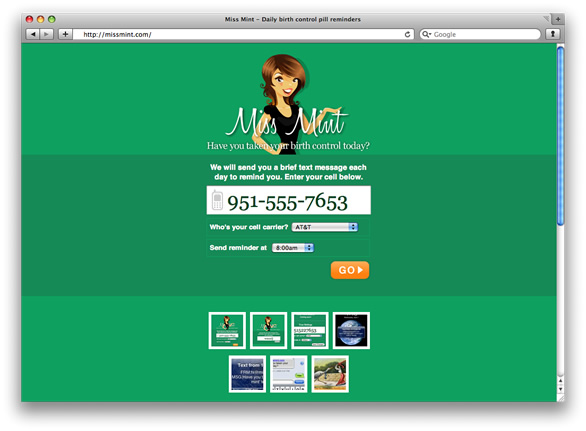 Miss Mint – Daily birth control pill reminders
http://missmint.com/
Google
Miss Mint
Have you taken your birth control today?
We will send you a brief text message each
day to remind you. Enter your cell below.
951-555-7653
Who's your cell carrier? AT&T
Send reminder at 8:00am
GO
Text from